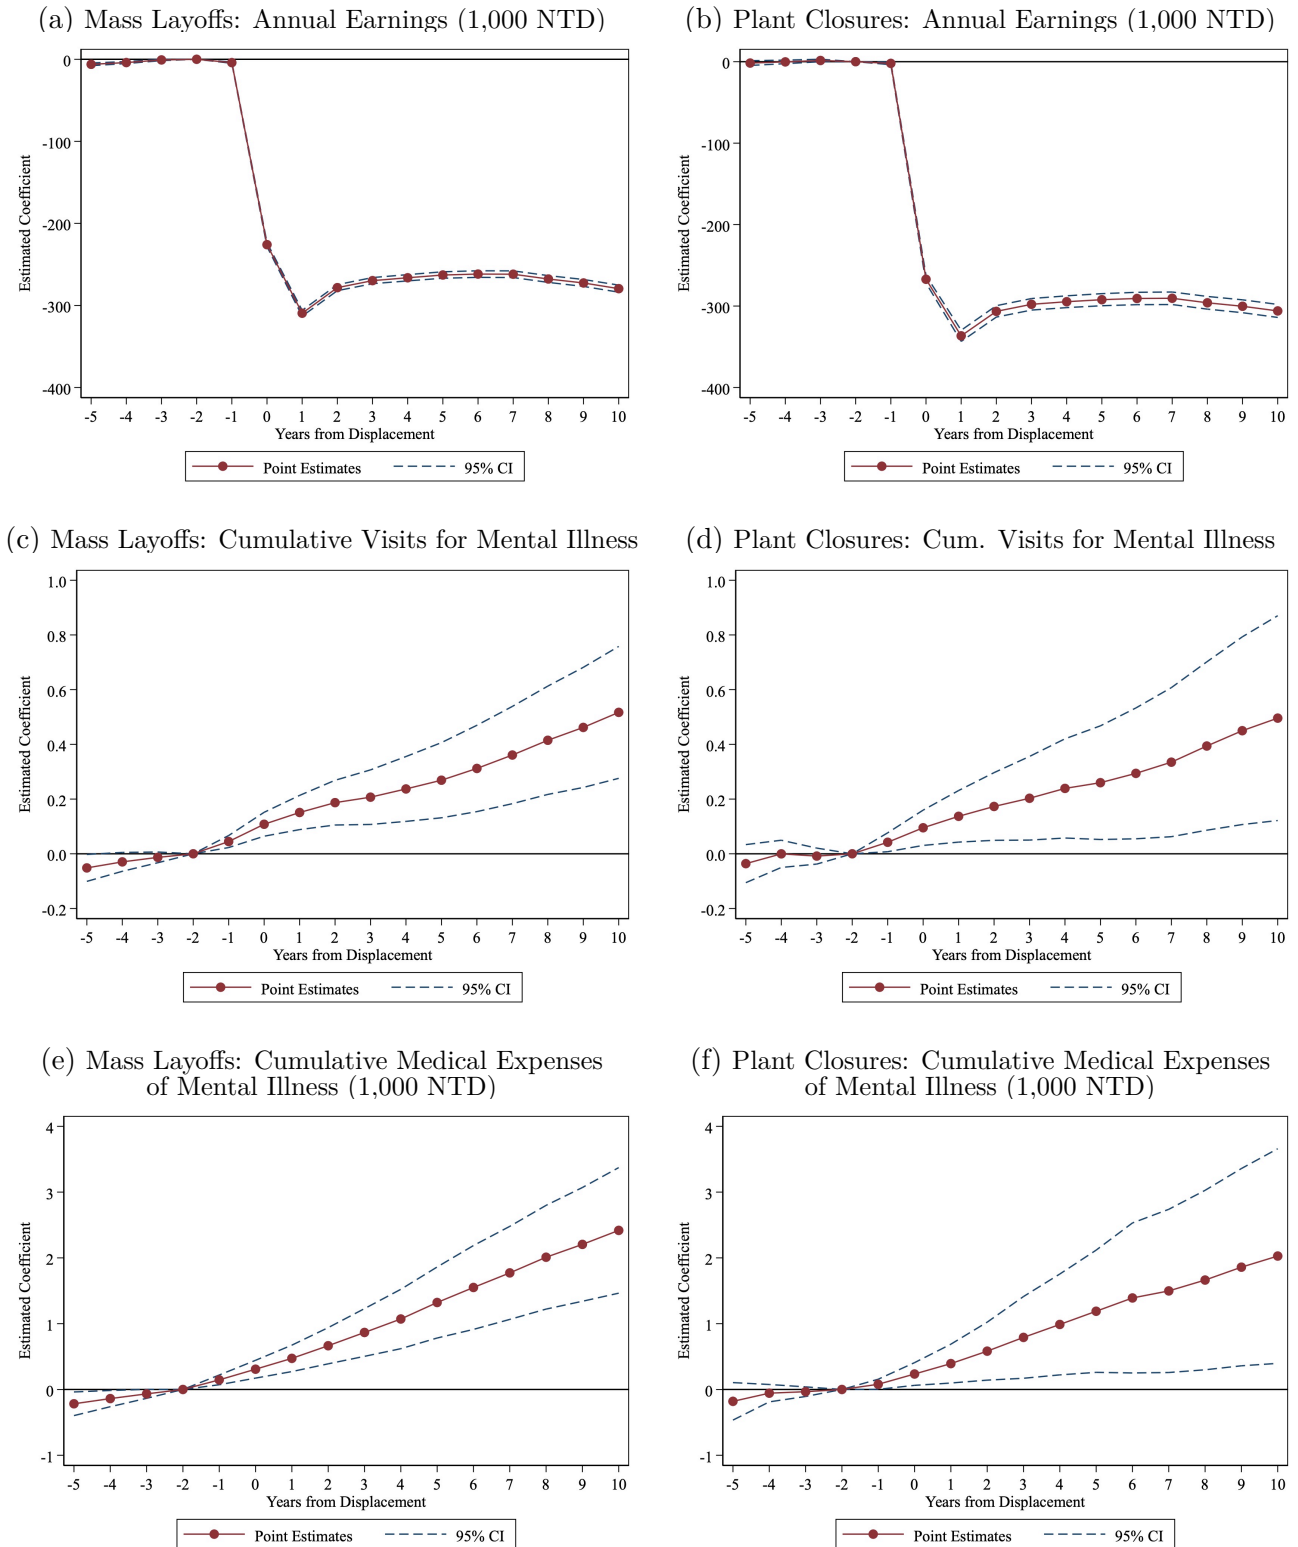 (a) Mass Layoffs: Annual Earnings (1,000 NTD)
0
-100
-200
-300
-400
Estimated Coefficient
-5 -4 -3 -2 -1 0 1 2 3 4 5 6 7 8 9 10
Years from Displacement
Point Estimates 95% CI
(b) Plant Closures: Annual Earnings (1,000 NTD)
0
-100
-200
-300
-400
Estimated Coefficient
-5 -4 -3 -2 -1 0 1 2 3 4 5 6 7 8 9 10
Years from Displacement
Point Estimates 95% CI
(c) Mass Layoffs: Cumulative Visits for Mental Illness
1.0
0.8
0.6
0.4
0.2
0.0
-0.2
Estimated Coefficient
-5 -4 -3 -2 -1 0 1 2 3 4 5 6 7 8 9 10
Years from Displacement
Point Estimates 95% CI
(d) Plant Closures: Cum. Visits for Mental Illness
1.0
0.8
0.6
0.4
0.2
0.0
-0.2
Estimated Coefficient
-5 -4 -3 -2 -1 0 1 2 3 4 5 6 7 8 9 10
Years from Displacement
Point Estimates 95% CI
(e) Mass Layoffs: Cumulative Medical Expenses
of Mental Illness (1,000 NTD)
4
3
2
1
0
-1
Estimated Coefficient
-5 -4 -3 -2 -1 0 1 2 3 4 5 6 7 8 9 10
Years from Displacement
Point Estimates 95% CI
(f) Plant Closures: Cumulative Medical Expenses
of Mental Illness (1,000 NTD)
4
3
2
1
0
-1
Estimated Coefficient
-5 -4 -3 -2 -1 0 1 2 3 4 5 6 7 8 9 10
Years from Displacement
Point Estimates 95% CI